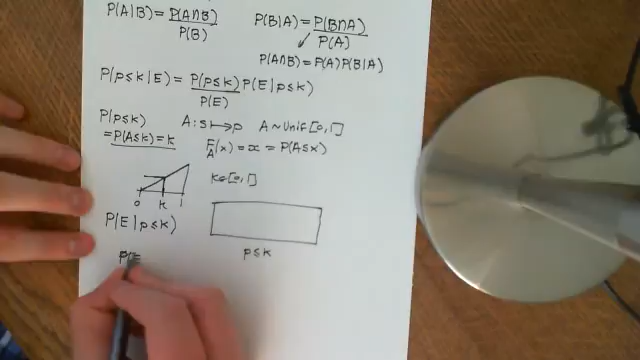 P(A|B) = P(A∩B)/P(B) P(B|A) = P(B∩A)/P(A)
P(A∩B) = P(A)P(B|A)
P(p≤k|E) = P(p≤k)/P(E) P(E|p≤k)
P(p≤k) A: S↦p A ~ Unif[0,1]
= P(A≤k) = k F_A(x) = x = P(A≤x)
k∈[0,1]
0 k 1
P(E|p≤k)
p≤k